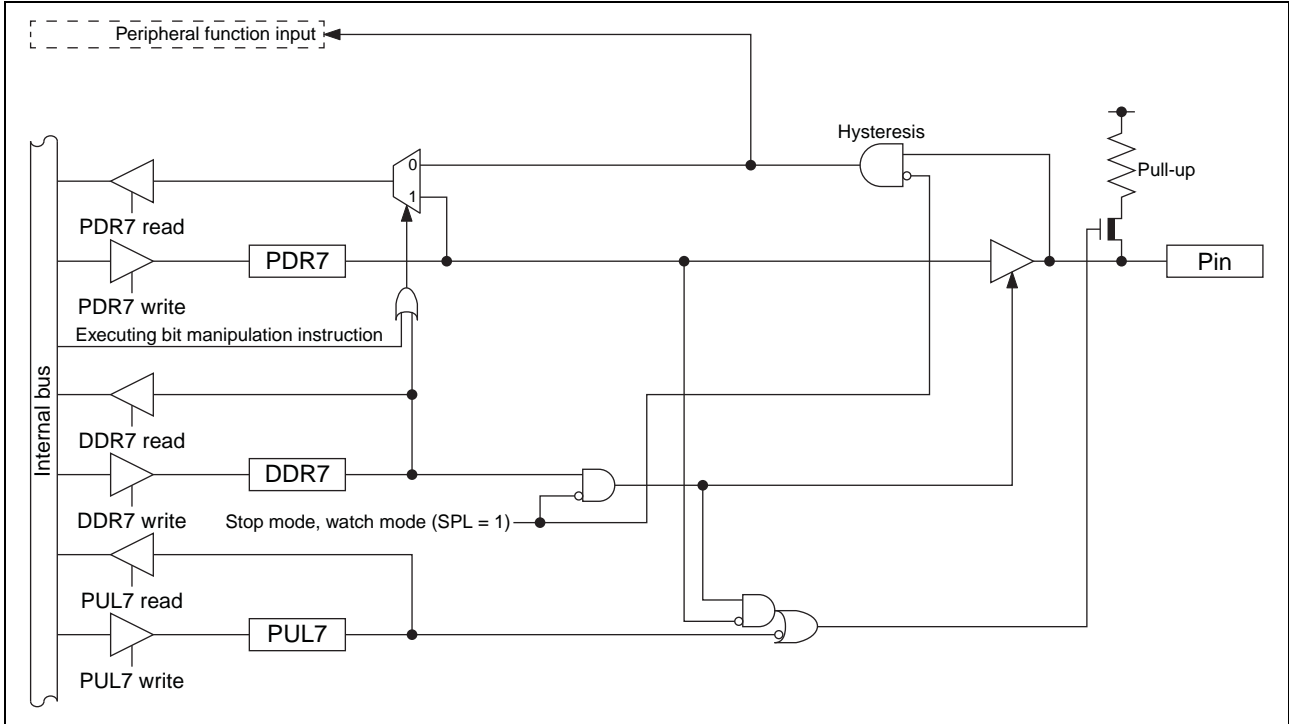 Peripheral function input
Hysteresis
Pull-up
0
1
PDR7 read
PDR7
Pin
PDR7 write
Executing bit manipulation instruction
Internal bus
DDR7 read
DDR7
DDR7 write
Stop mode, watch mode (SPL = 1)
PUL7 read
PUL7
PUL7 write